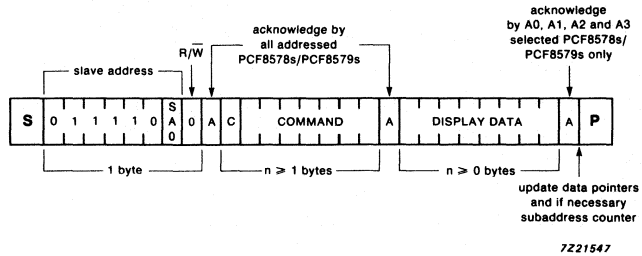 acknowledge
by A0, A1, A2 and A3
selected PCF8578s/
PCF8579s only
acknowledge by
all addressed
PCF8578s/PCF8579s
R/W̅
slave address
S 0 1 1 1 1 0 SA0 0 A C COMMAND A DISPLAY DATA A P
1 byte n ⩾ 1 bytes n ⩾ 0 bytes
update data pointers
and if necessary
subaddress counter
7Z21547